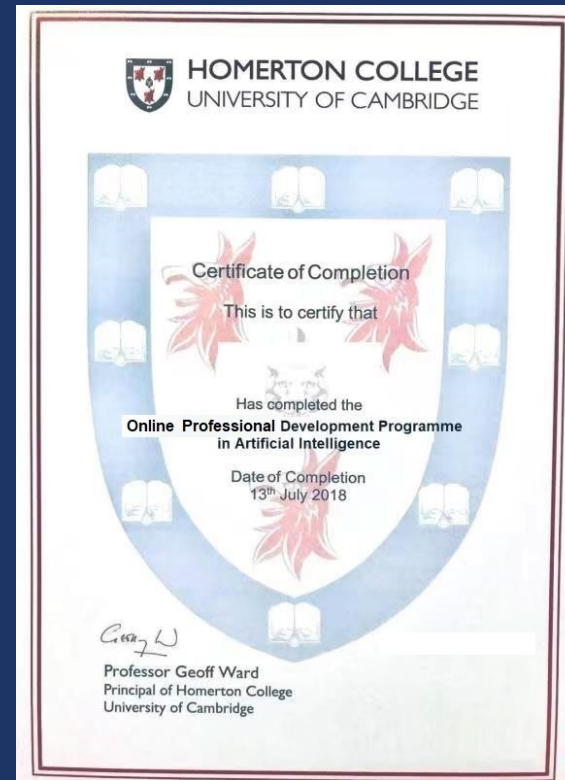 HOMERTON COLLEGE
UNIVERSITY OF CAMBRIDGE
Certificate of Completion
This is to certify that
Has completed the
Online Professional Development Programme
in Artificial Intelligence
Date of Completion
13th July 2018
Professor Geoff Ward
Principal of Homerton College
University of Cambridge